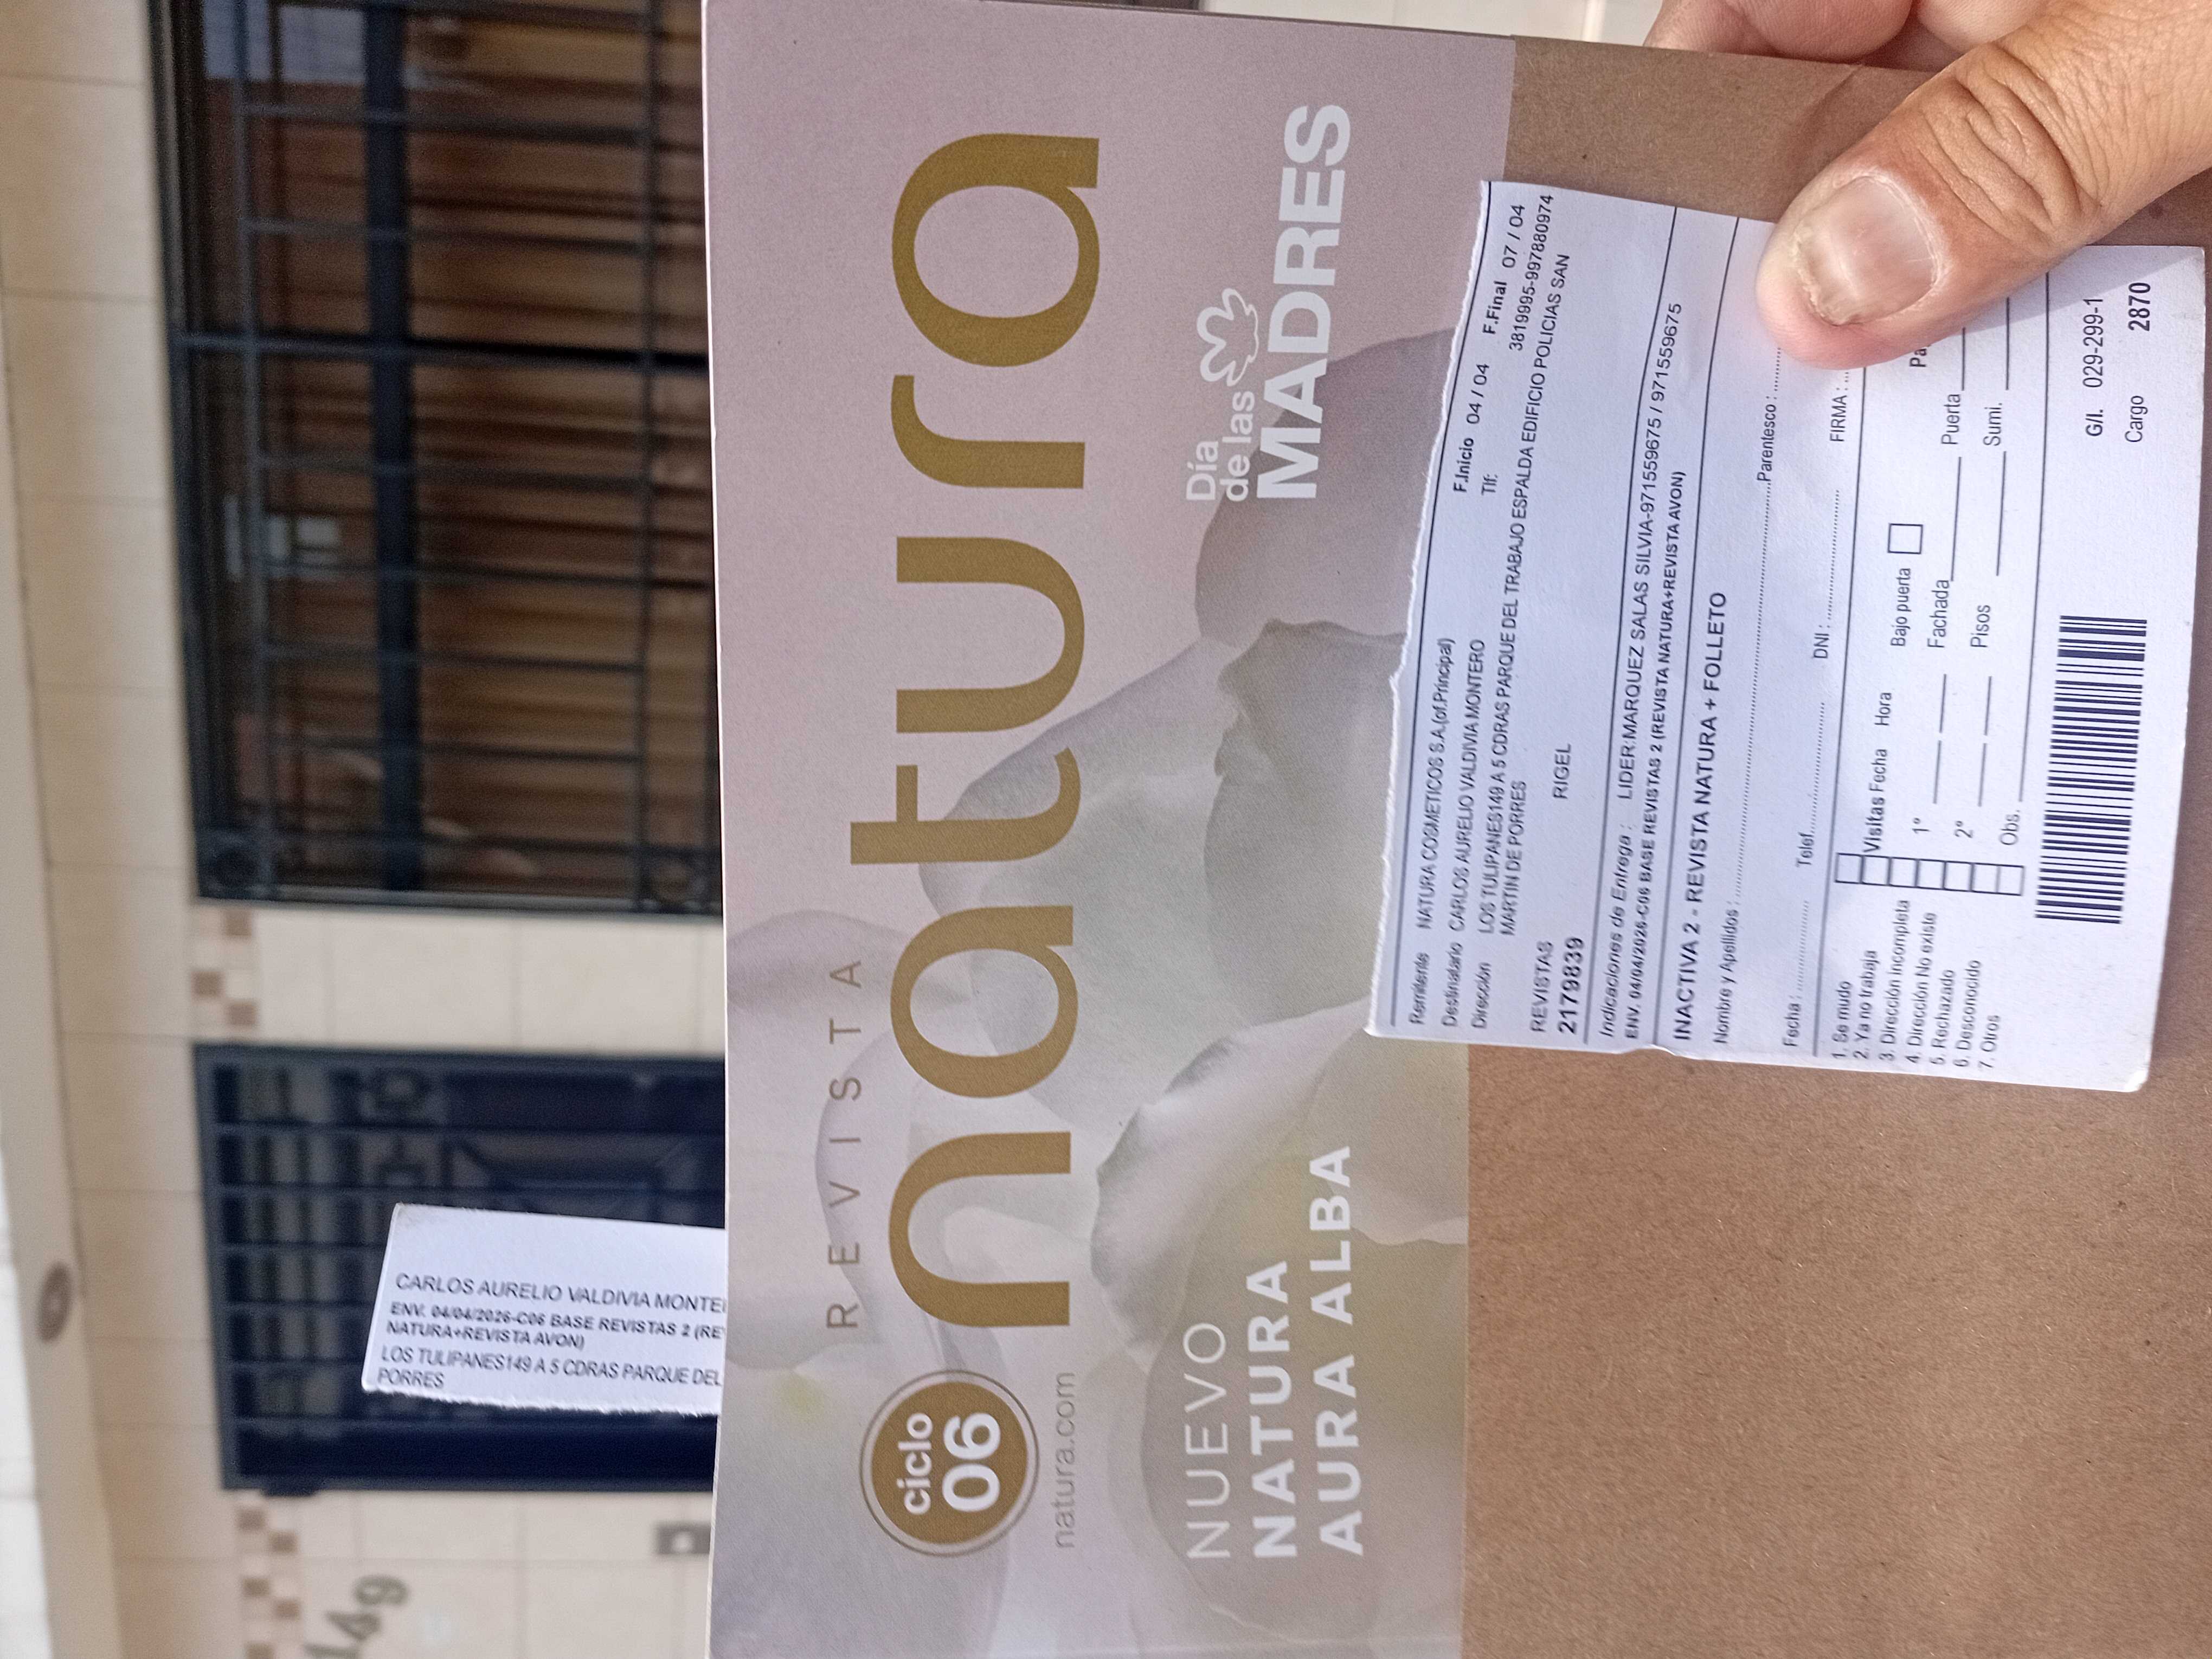 149
CARLOS AURELIO VALDIVIA
ENV. 04/04/2026-C06 BASE REVISTAS 2
NATURA+REVISTA AVON)
LOS TULIPANES149 A 5 CDRAS PARQUE DEL
PORRES
REVISTA
natura
ciclo
06
natura.com
Día
de las
MADRES
NUEVO
NATURA
AURA ALBA
F.Inicio 04 / 04 F.Final 07 / 04
Remitente NATURA COSMETICOS S.A.(of.Principal) Tlf: 3819995-997880974
Destinatario CARLOS AURELIO VALDIVIA MONTERO
Dirección LOS TULIPANES149 A 5 CDRAS PARQUE DEL TRABAJO ESPALDA EDIFICIO POLICIAS SAN
MARTIN DE PORRES
REVISTAS RIGEL
21798​39
Indicaciones de Entrega : LIDER:MARQUEZ SALAS SILVIA-971559675 / 971559675
ENV. 04/04/2026-C06 BASE REVISTAS 2 (REVISTA NATURA+REVISTA AVON)
INACTIVA 2 - REVISTA NATURA + FOLLETO
Nombre y Apellidos : Parentesco :
Fecha : Telef. DNI : FIRMA :
1. Se mudo
2. Ya no trabaja
3. Dirección incompleta
4. Dirección No existe
5. Rechazado
6. Desconocido
7. Otros
Visitas Fecha Hora Bajo puerta
1º Fachada Puerta
2º Pisos Sumi.
Obs.
G/I. 029-299-1
Cargo 2870